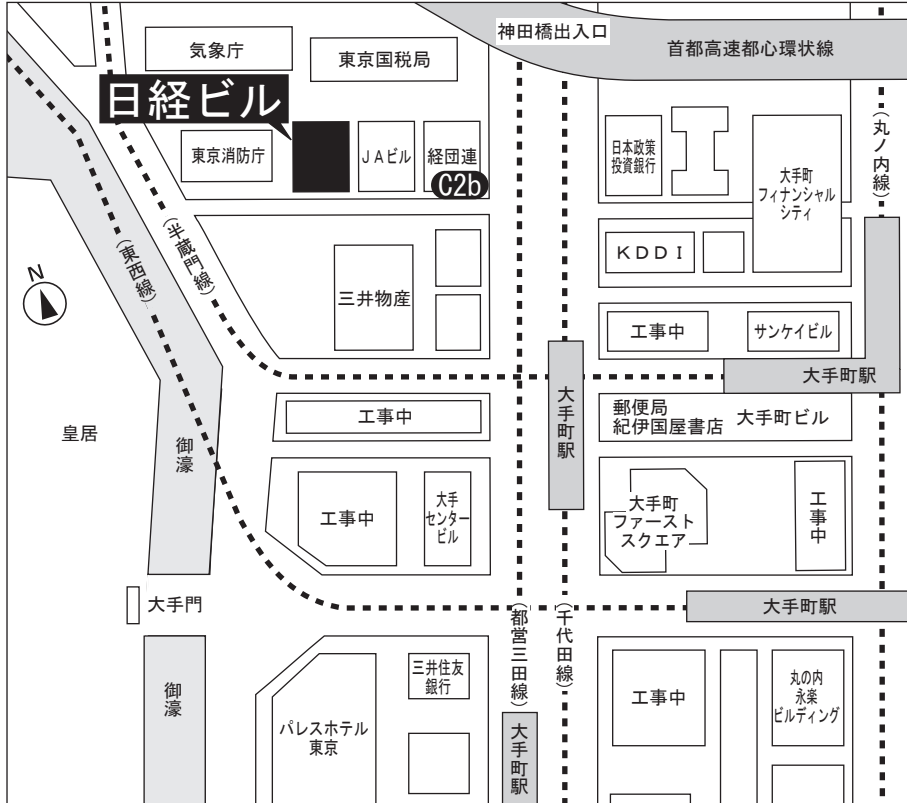 神田橋出入口
首都高速都心環状線
気象庁
東京国税局
日経ビル
東京消防庁
ＪＡビル
経団連
C2b
日本政策
投資銀行
大手町
フィナンシャル
シティ
(丸ノ内線)
(半蔵門線)
(東西線)
N
三井物産
ＫＤＤＩ
工事中
サンケイビル
大手町駅
大手町駅
皇居
御濠
工事中
郵便局
紀伊国屋書店
大手町ビル
工事中
大手
センター
ビル
大手町
ファースト
スクエア
工事中
大手門
大手町駅
(都営三田線)
(千代田線)
御濠
三井住友
銀行
パレスホテル
東京
大手町駅
工事中
丸の内
永楽
ビルディング